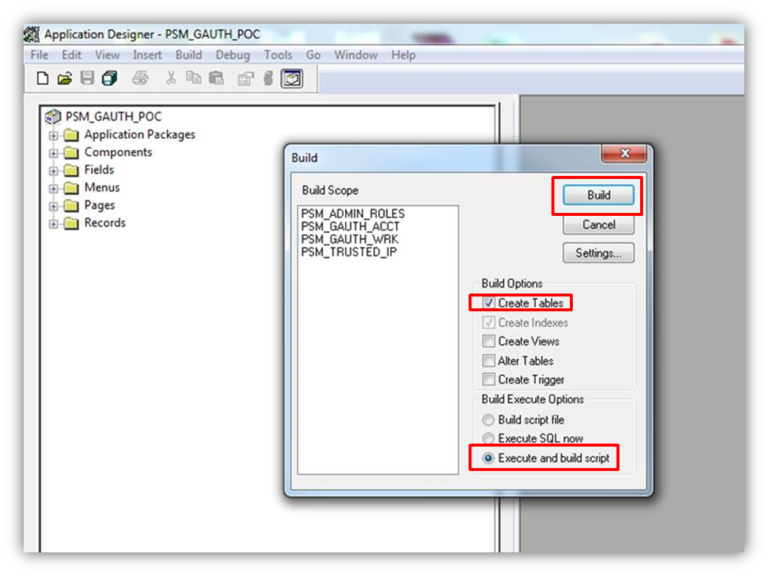 Application Designer - PSM_GAUTH_POC
File Edit View Insert Build Debug Tools Go Window Help
PSM_GAUTH_POC
Application Packages
Components
Fields
Menus
Pages
Records
Build
Build Scope
PSM_ADMIN_ROLES
PSM_GAUTH_ACCT
PSM_GAUTH_WRK
PSM_TRUSTED_IP
Build
Cancel
Settings...
Build Options
Create Tables
Create Indexes
Create Views
Alter Tables
Create Trigger
Build Execute Options
Build script file
Execute SQL now
Execute and build script